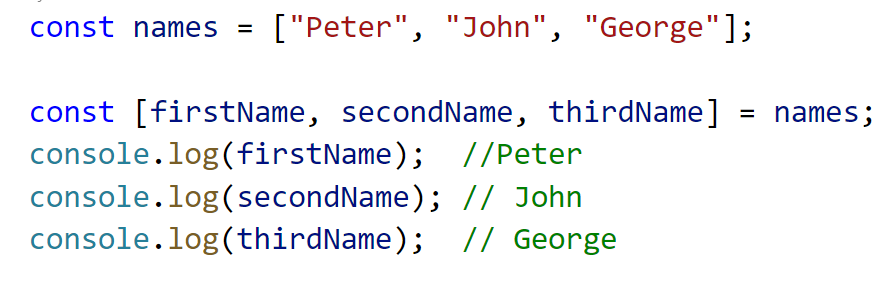 const names = ["Peter", "John", "George"];
const [firstName, secondName, thirdName] = names;
console.log(firstName);  //Peter
console.log(secondName); // John
console.log(thirdName);  // George